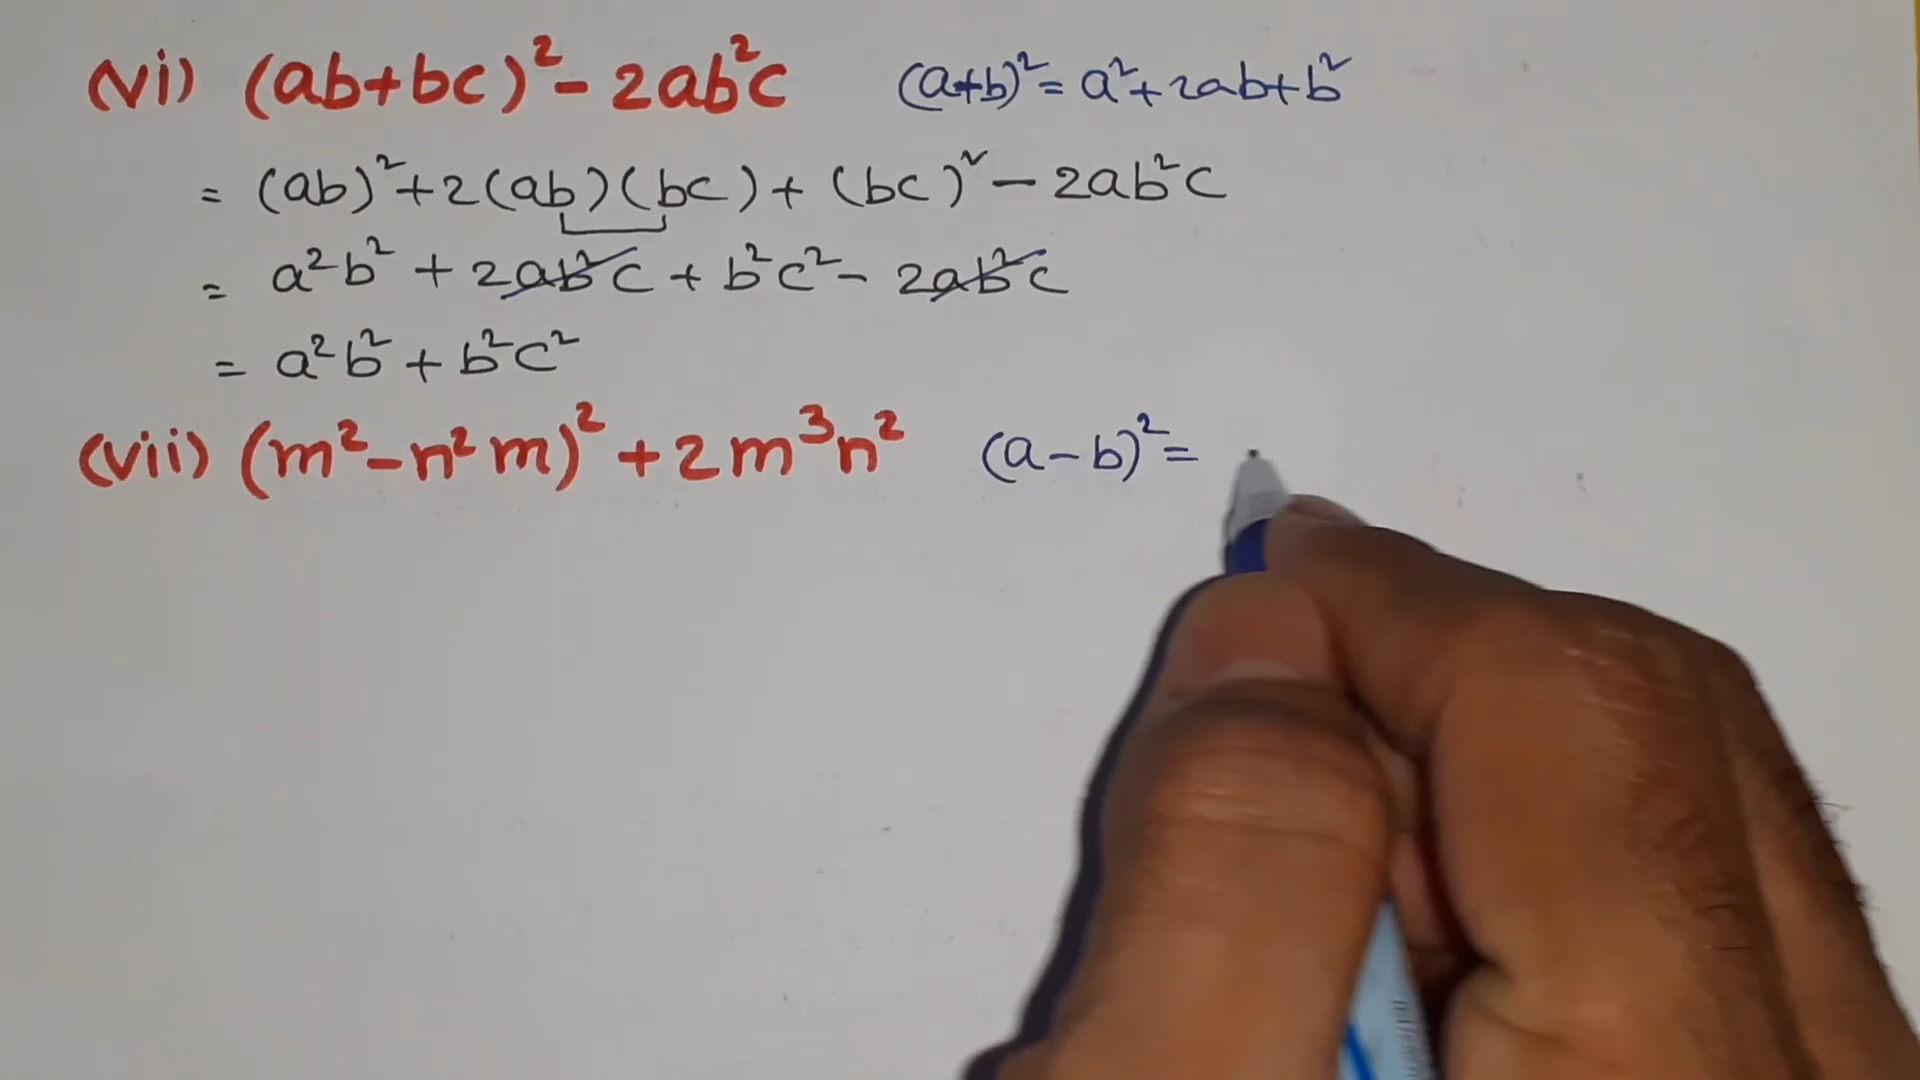 (vi) (ab+bc)² - 2ab²c (a+b)² = a² + 2ab + b²
= (ab)² + 2(ab)(bc) + (bc)² - 2ab²c
= a²b² + 2ab²c + b²c² - 2ab²c
= a²b² + b²c²
(vii) (m² - n²m)² + 2m³n² (a-b)² =